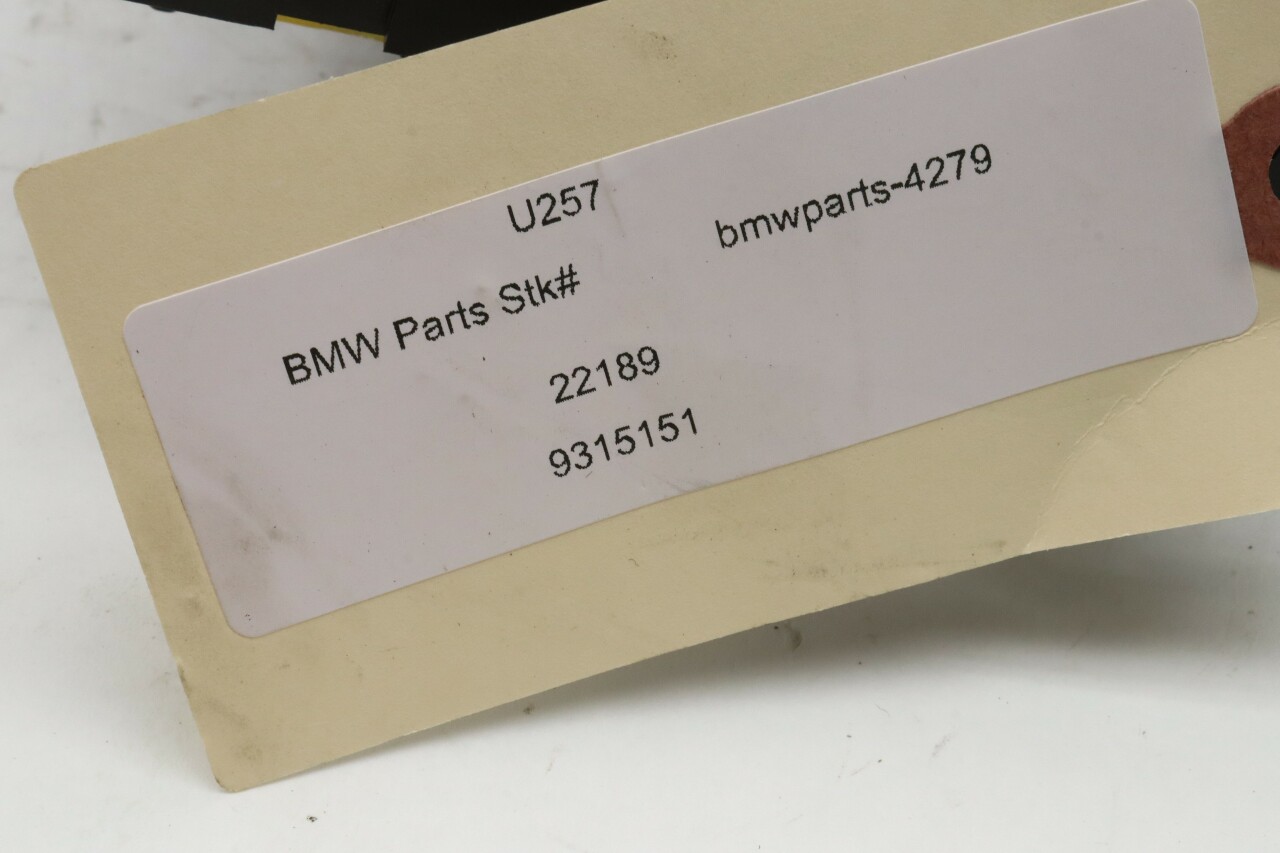 U257
bmwparts-4279
BMW Parts Stk#
22189
9315151